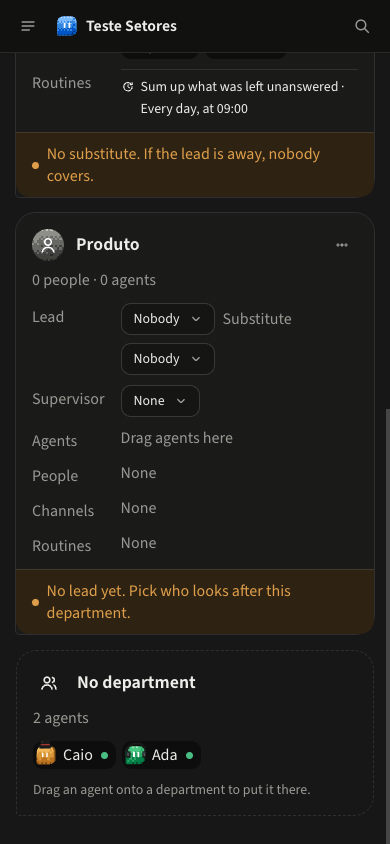 Teste Setores
Routines
Sum up what was left unanswered ·
Every day, at 09:00
No substitute. If the lead is away, nobody
covers.
Produto
0 people · 0 agents
Lead
Nobody
Substitute
Nobody
Supervisor
None
Agents
Drag agents here
People
None
Channels
None
Routines
None
No lead yet. Pick who looks after this
department.
No department
2 agents
Caio
Ada
Drag an agent onto a department to put it there.